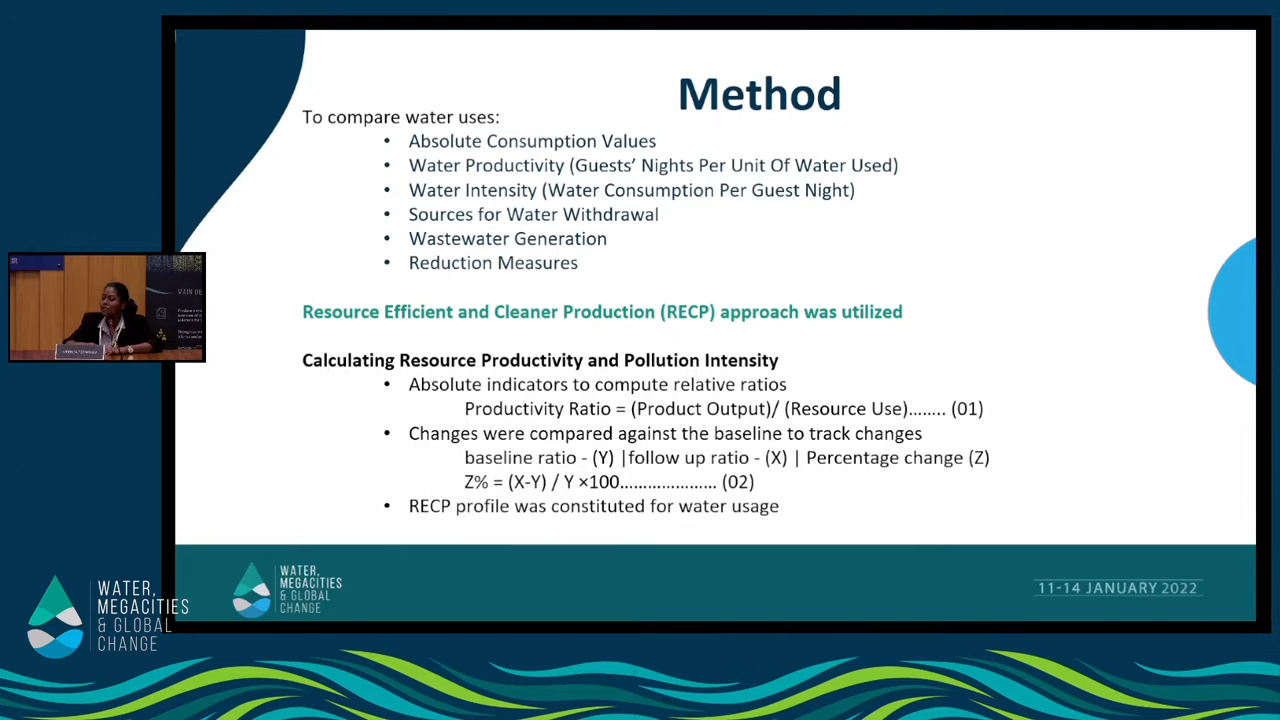 Method
To compare water uses:
• Absolute Consumption Values
• Water Productivity (Guests’ Nights Per Unit Of Water Used)
• Water Intensity (Water Consumption Per Guest Night)
• Sources for Water Withdrawal
• Wastewater Generation
• Reduction Measures
Resource Efficient and Cleaner Production (RECP) approach was utilized
Calculating Resource Productivity and Pollution Intensity
• Absolute indicators to compute relative ratios
Productivity Ratio = (Product Output)/ (Resource Use)........ (01)
• Changes were compared against the baseline to track changes
baseline ratio - (Y) |follow up ratio - (X) | Percentage change (Z)
Z% = (X-Y) / Y ×100…………………. (02)
• RECP profile was constituted for water usage
WATER,
MEGACITIES
& GLOBAL
CHANGE
11-14 JANUARY 2022
WATER,
MEGACITIES
& GLOBAL
CHANGE